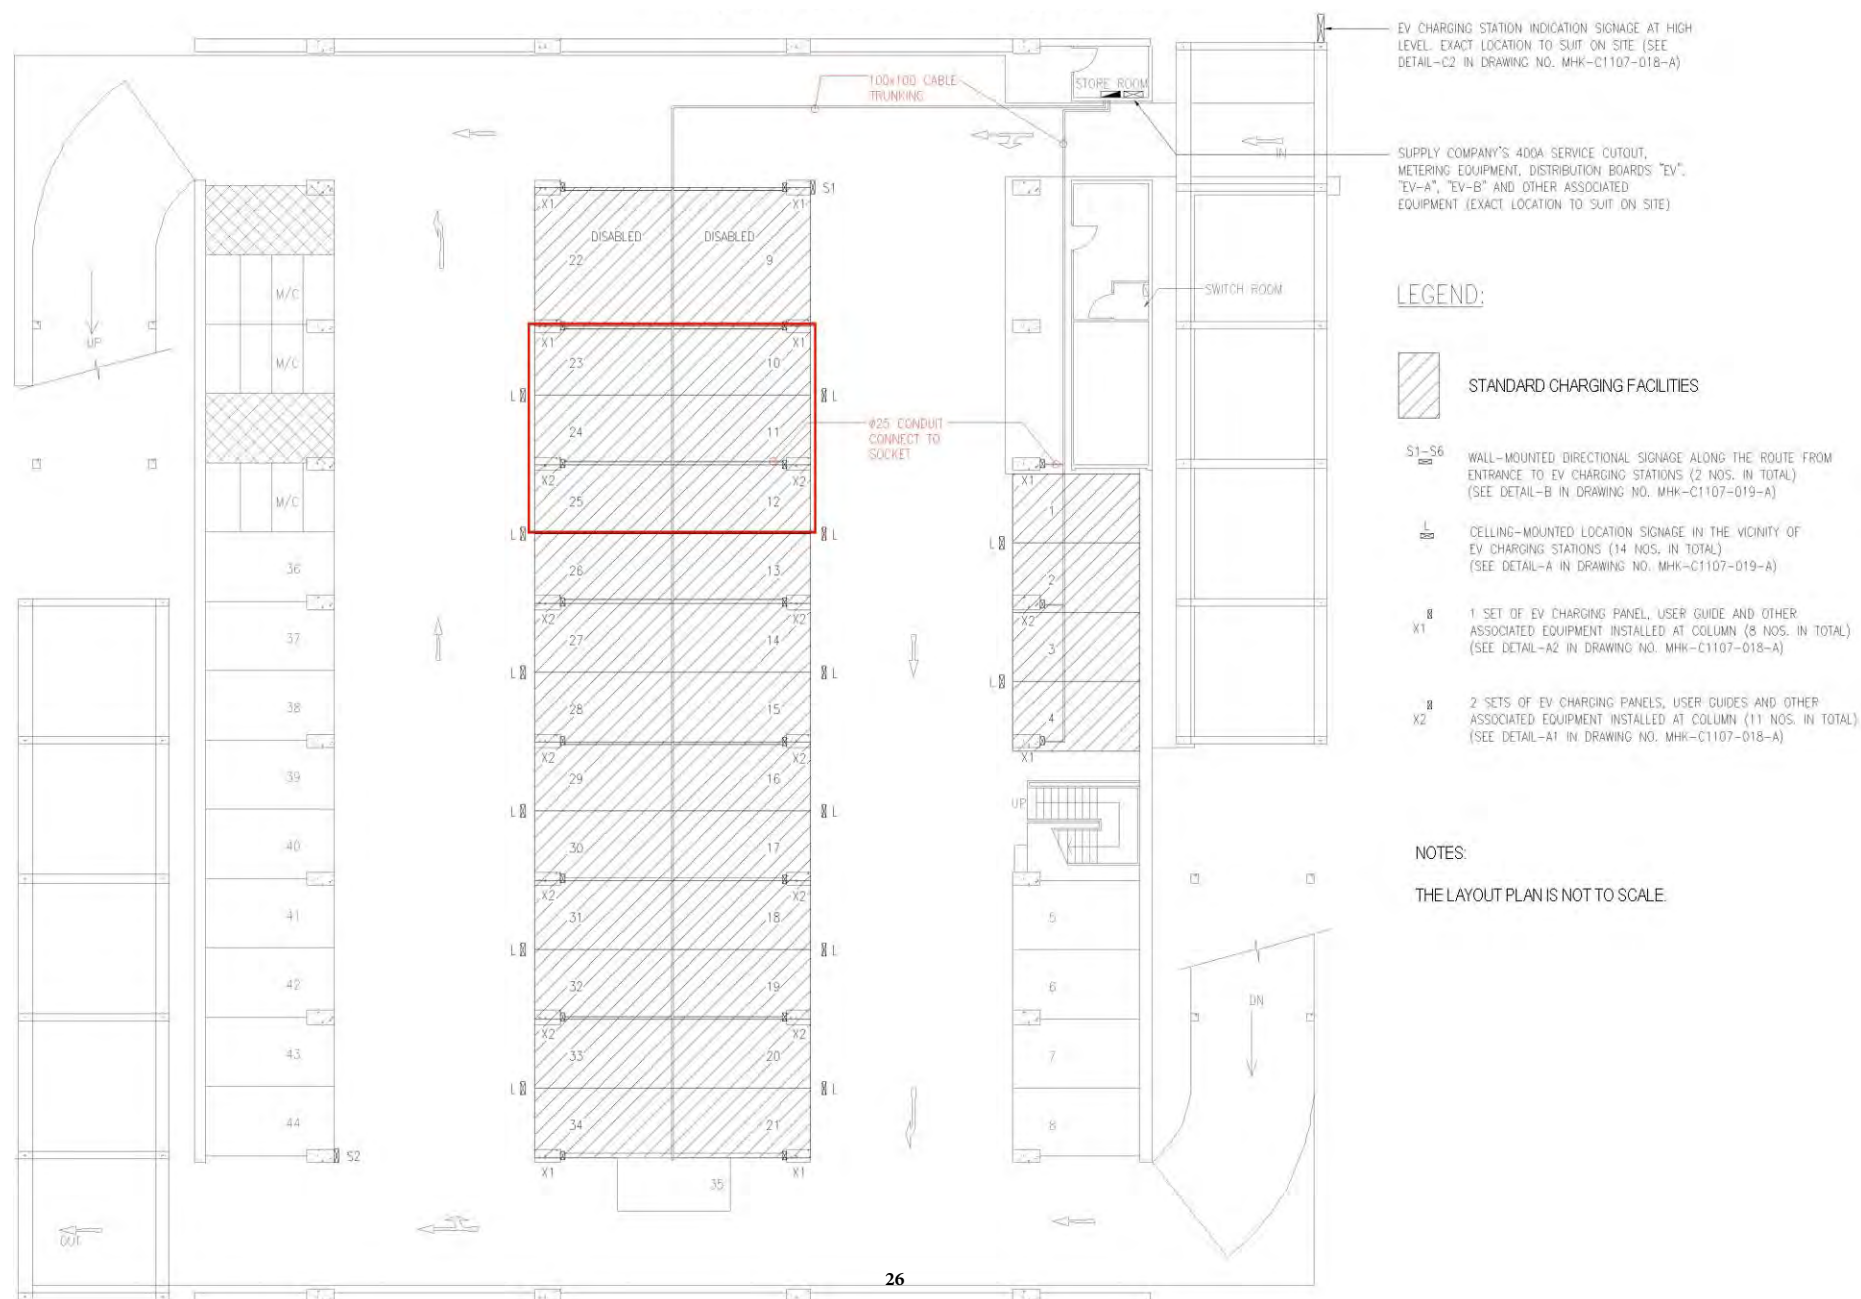 EV CHARGING STATION INDICATION SIGNAGE AT HIGH
LEVEL. EXACT LOCATION TO SUIT ON SITE (SEE
DETAIL-C2 IN DRAWING NO. MHK-C1107-018-A)
100x100 CABLE
TRUNKING
STORE ROOM
IN
SUPPLY COMPANY'S 400A SERVICE CUTOUT,
METERING EQUIPMENT, DISTRIBUTION BOARDS "EV".
"EV-A", "EV-B" AND OTHER ASSOCIATED
EQUIPMENT (EXACT LOCATION TO SUIT ON SITE)
S1
X1 X1
DISABLED DISABLED
22 9
M/C
SWITCH ROOM
LEGEND:
UP
X1 X1
M/C 23 10
STANDARD CHARGING FACILITIES
L L
24 11
Ø25 CONDUIT
CONNECT TO
SOCKET
S1-S6
WALL-MOUNTED DIRECTIONAL SIGNAGE ALONG THE ROUTE FROM
ENTRANCE TO EV CHARGING STATIONS (2 NOS. IN TOTAL)
(SEE DETAIL-B IN DRAWING NO. MHK-C1107-019-A)
X2 X2 X1
M/C 25 12 1
L L L
L
CELLING-MOUNTED LOCATION SIGNAGE IN THE VICINITY OF
EV CHARGING STATIONS (14 NOS. IN TOTAL)
(SEE DETAIL-A IN DRAWING NO. MHK-C1107-019-A)
36 26 13 2
X2 X2 X2
37 27 14 3
X1
1 SET OF EV CHARGING PANEL, USER GUIDE AND OTHER
ASSOCIATED EQUIPMENT INSTALLED AT COLUMN (8 NOS. IN TOTAL)
(SEE DETAIL-A2 IN DRAWING NO. MHK-C1107-018-A)
L L L
38 28 15 4
X2
2 SETS OF EV CHARGING PANELS, USER GUIDES AND OTHER
ASSOCIATED EQUIPMENT INSTALLED AT COLUMN (11 NOS. IN TOTAL)
(SEE DETAIL-A1 IN DRAWING NO. MHK-C1107-018-A)
X2 X2 X1
39 29 16
L L
UP
40 30 17
NOTES:
THE LAYOUT PLAN IS NOT TO SCALE.
X2 X2
41 31 18 5
L L
42 32 19 6
DN
X2 X2
43 33 20 7
L L
44 34 21 8
S2
X1 X1
35
OUT
26